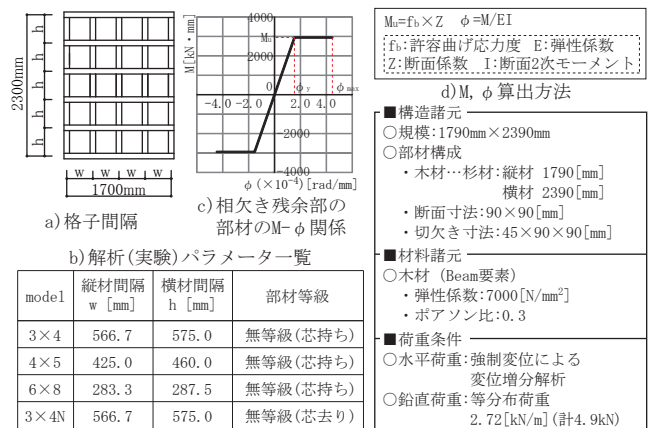 2300mm
h
h
h
h
w w w w
1700mm
a)格子間隔
M[kN・mm]
4000
Mu
2000
0
-4.0 -2.0
2.0 4.0
φy
φmax
-2000
-4000
φ(×10⁻⁴)[rad/mm]
c)相欠き残余部の
部材のM-φ関係
b)解析(実験)パラメータ一覧
model 縦材間隔 w [mm] 横材間隔 h [mm] 部材等級
3×4 566.7 575.0 無等級(芯持ち)
4×5 425.0 460.0 無等級(芯持ち)
6×8 283.3 287.5 無等級(芯持ち)
3×4N 566.7 575.0 無等級(芯去り)
Mu=fb×Z φ=M/EI
fb:許容曲げ応力度 E:弾性係数
Z:断面係数 I:断面2次モーメント
d)M, φ算出方法
■構造諸元
○規模:1790mm×2390mm
○部材構成
・木材…杉材:縦材 1790[mm]
横材 2390[mm]
・断面寸法:90×90[mm]
・切欠き寸法:45×90×90[mm]
■材料諸元
○木材 (Beam要素)
・弾性係数:7000[N/mm²]
・ポアソン比:0.3
■荷重条件
○水平荷重:強制変位による
変位増分解析
○鉛直荷重:等分布荷重
2.72[kN/m](計4.9kN)